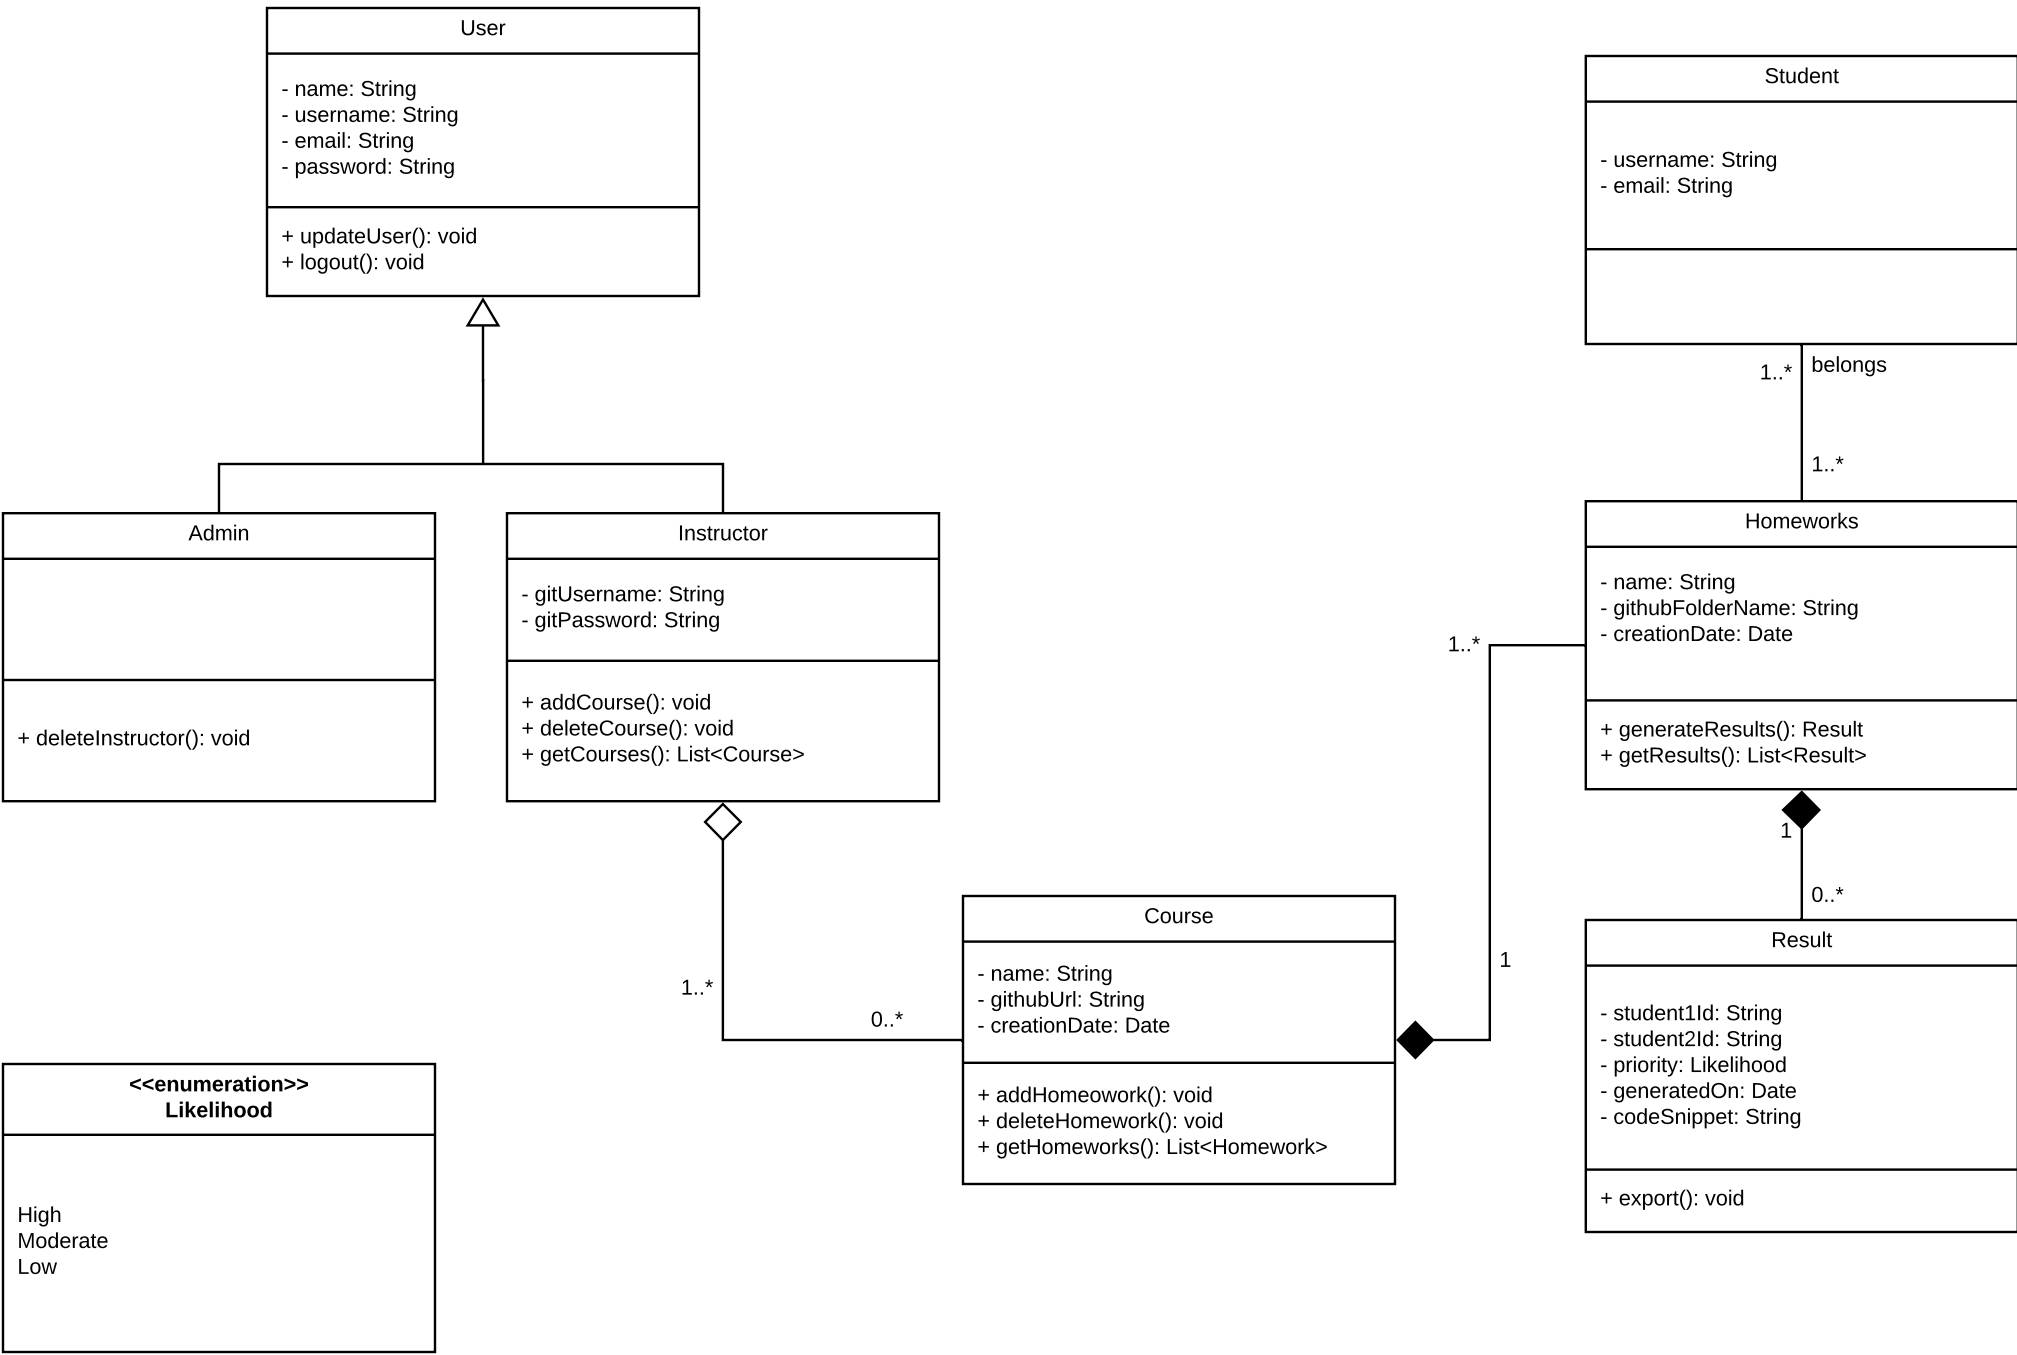 User
- name: String
- username: String
- email: String
- password: String
+ updateUser(): void
+ logout(): void
Student
- username: String
- email: String
belongs
1..*
1..*
Admin
+ deleteInstructor(): void
Instructor
- gitUsername: String
- gitPassword: String
+ addCourse(): void
+ deleteCourse(): void
+ getCourses(): List<Course>
Homeworks
- name: String
- githubFolderName: String
- creationDate: Date
+ generateResults(): Result
+ getResults(): List<Result>
1..*
1
1
0..*
1..*
0..*
Course
- name: String
- githubUrl: String
- creationDate: Date
+ addHomeowork(): void
+ deleteHomework(): void
+ getHomeworks(): List<Homework>
Result
- student1Id: String
- student2Id: String
- priority: Likelihood
- generatedOn: Date
- codeSnippet: String
+ export(): void
<<enumeration>>
Likelihood
High
Moderate
Low